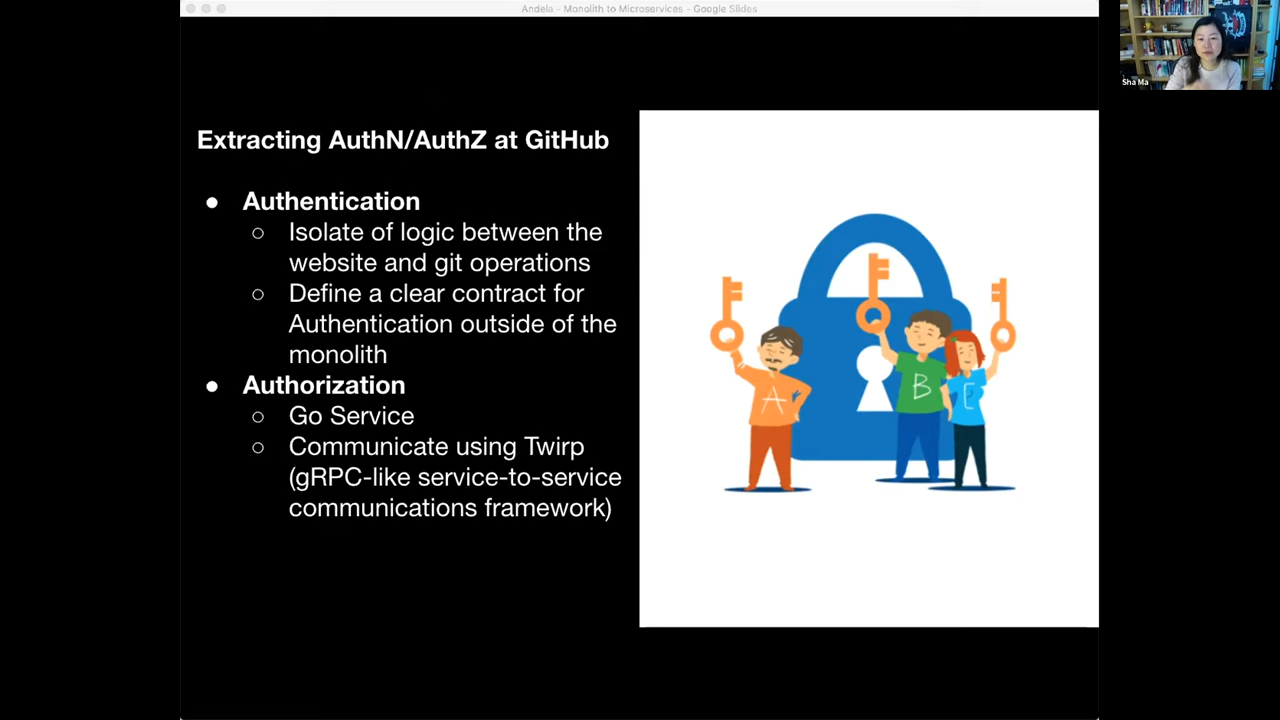 Andela - Monolith to Microservices - Google Slides
Sha Ma
Extracting AuthN/AuthZ at GitHub
● Authentication
○ Isolate of logic between the
website and git operations
○ Define a clear contract for
Authentication outside of the
monolith
● Authorization
○ Go Service
○ Communicate using Twirp
(gRPC-like service-to-service
communications framework)
A
B